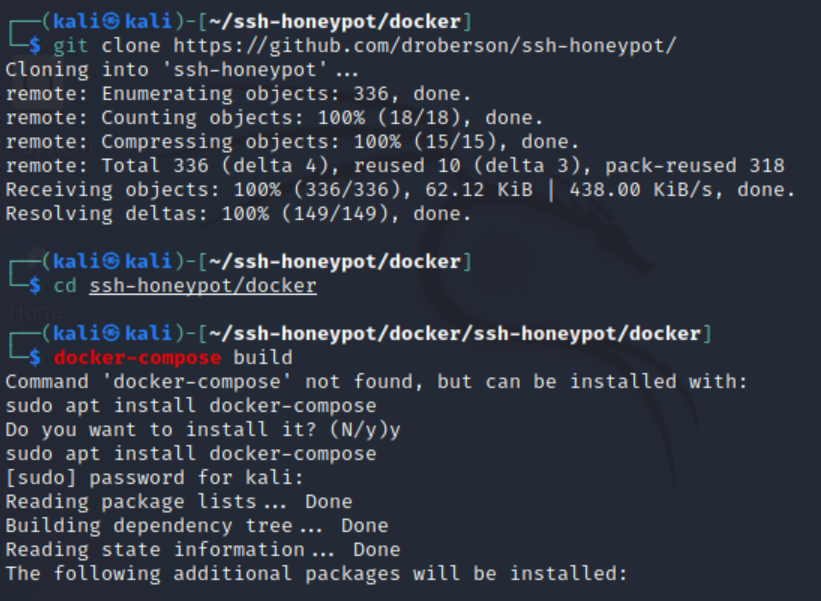 ┌──(kali㉿kali)-[~/ssh-honeypot/docker]
└─$ git clone https://github.com/droberson/ssh-honeypot/
Cloning into 'ssh-honeypot'...
remote: Enumerating objects: 336, done.
remote: Counting objects: 100% (18/18), done.
remote: Compressing objects: 100% (15/15), done.
remote: Total 336 (delta 4), reused 10 (delta 3), pack-reused 318
Receiving objects: 100% (336/336), 62.12 KiB | 438.00 KiB/s, done.
Resolving deltas: 100% (149/149), done.
┌──(kali㉿kali)-[~/ssh-honeypot/docker]
└─$ cd ssh-honeypot/docker
Home
┌──(kali㉿kali)-[~/ssh-honeypot/docker/ssh-honeypot/docker]
└─$ docker-compose build
Command 'docker-compose' not found, but can be installed with:
sudo apt install docker-compose
Do you want to install it? (N/y)y
sudo apt install docker-compose
[sudo] password for kali:
Reading package lists... Done
Building dependency tree... Done
Reading state information... Done
The following additional packages will be installed: